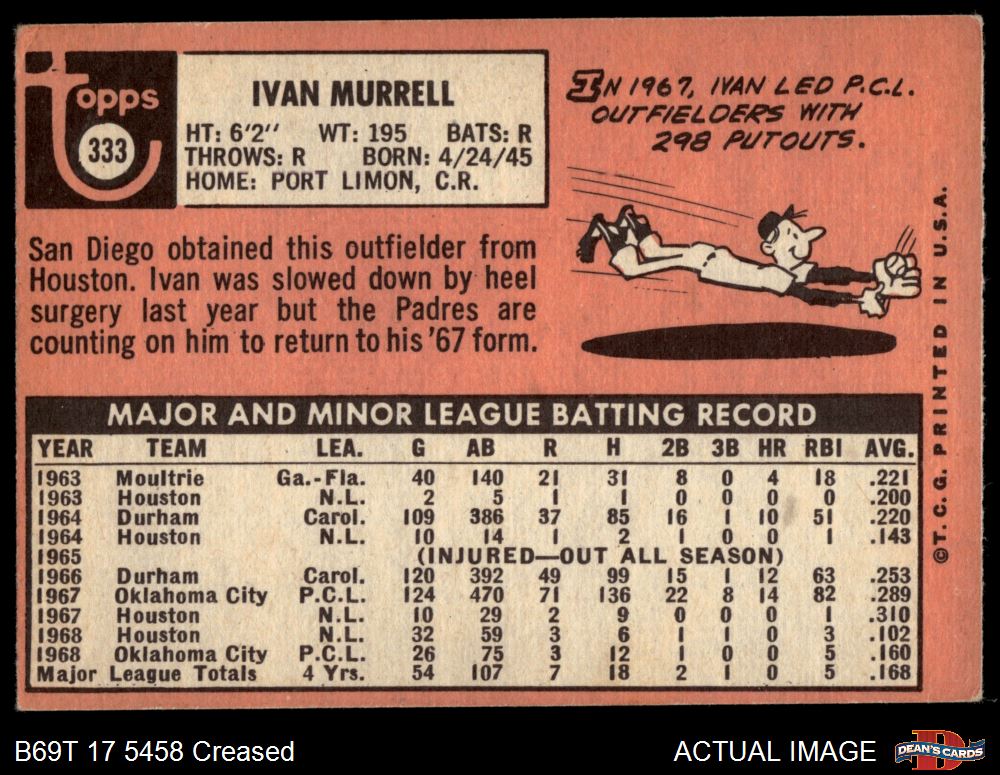 topps
333
IVAN MURRELL
HT: 6'2" WT: 195 BATS: R
THROWS: R BORN: 4/24/45
HOME: PORT LIMON, C.R.
San Diego obtained this outfielder from
Houston. Ivan was slowed down by heel
surgery last year but the Padres are
counting on him to return to his '67 form.
IN 1967, IVAN LED P.C.L.
OUTFIELDERS WITH
298 PUTOUTS.
MAJOR AND MINOR LEAGUE BATTING RECORD
YEAR TEAM LEA. G AB R H 2B 3B HR RBI AVG.
1963 Moultrie Ga.-Fla. 40 140 21 31 8 0 4 18 .221
1963 Houston N.L. 2 5 1 1 0 0 0 0 .200
1964 Durham Carol. 109 386 37 85 16 1 10 51 .220
1964 Houston N.L. 10 14 1 2 1 0 0 1 .143
1965 (INJURED—OUT ALL SEASON)
1966 Durham Carol. 120 392 49 99 15 1 12 63 .253
1967 Oklahoma City P.C.L. 124 470 71 136 22 8 14 82 .289
1967 Houston N.L. 10 29 2 9 0 0 0 1 .310
1968 Houston N.L. 32 59 3 6 1 1 0 3 .102
1968 Oklahoma City P.C.L. 26 75 3 12 1 0 0 5 .160
Major League Totals 4 Yrs. 54 107 7 18 2 1 0 5 .168
©T. C. G. PRINTED IN U.S.A.
B69T 17 5458 Creased
ACTUAL IMAGE
D
DEAN'S CARDS